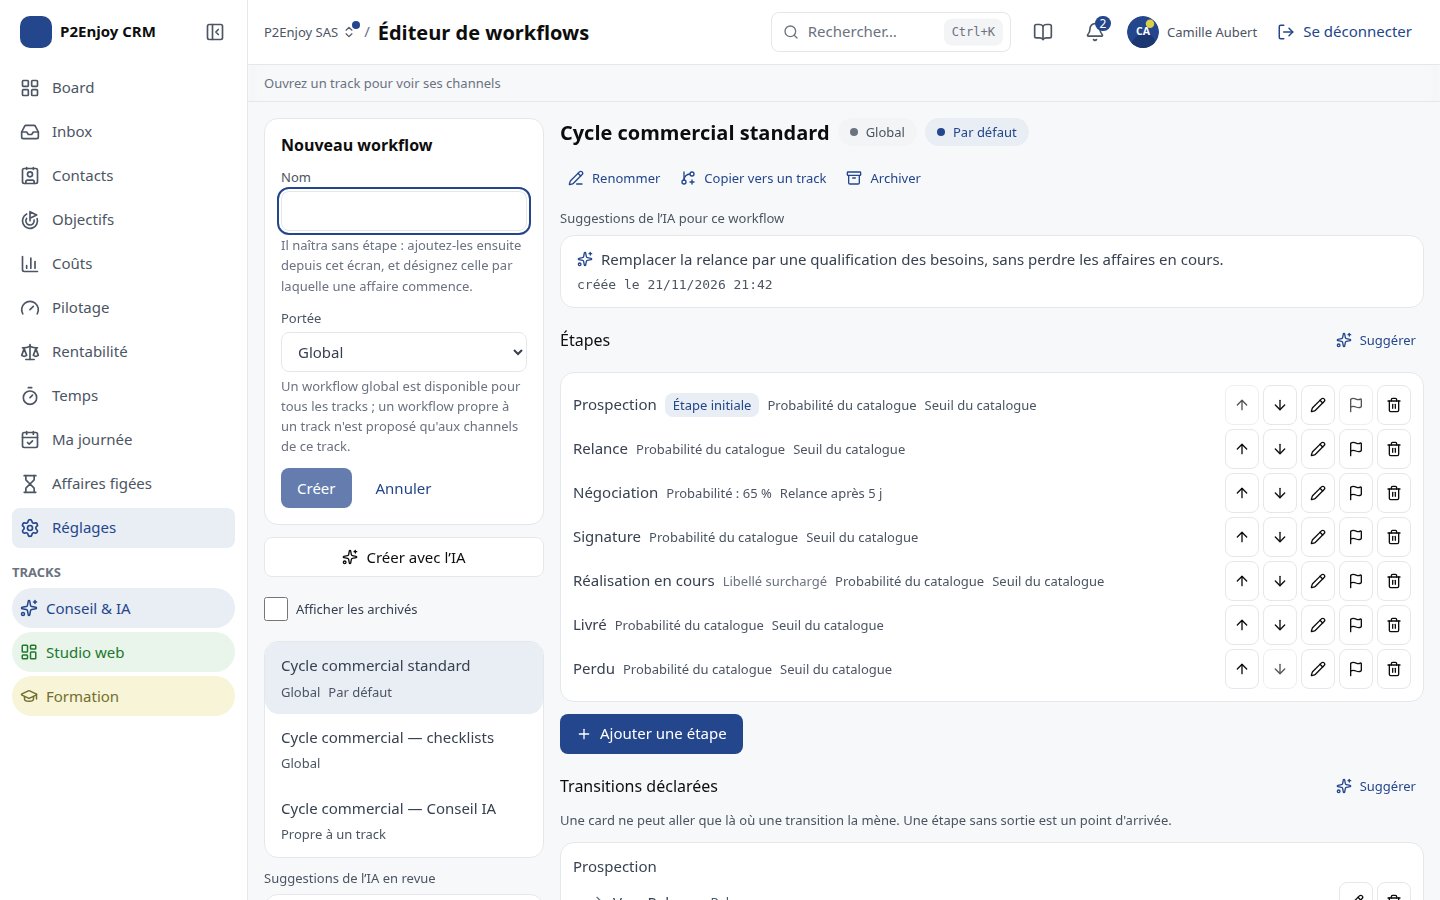 P2Enjoy CRM
Board
Inbox
Contacts
Objectifs
Coûts
Pilotage
Rentabilité
Temps
Ma journée
Affaires figées
Réglages
TRACKS
Conseil & IA
Studio web
Formation
P2Enjoy SAS / Éditeur de workflows
Rechercher... Ctrl+K
2
CA Camille Aubert
Se déconnecter
Ouvrez un track pour voir ses channels
Nouveau workflow
Nom
Il naîtra sans étape : ajoutez-les ensuite
depuis cet écran, et désignez celle par
laquelle une affaire commence.
Portée
Global
Un workflow global est disponible pour
tous les tracks ; un workflow propre à
un track n'est proposé qu'aux channels
de ce track.
Créer Annuler
Créer avec l'IA
Afficher les archivés
Cycle commercial standard
Global Par défaut
Cycle commercial — checklists
Global
Cycle commercial — Conseil IA
Propre à un track
Suggestions de l'IA en revue
Cycle commercial standard Global Par défaut
Renommer Copier vers un track Archiver
Suggestions de l'IA pour ce workflow
Remplacer la relance par une qualification des besoins, sans perdre les affaires en cours.
créée le 21/11/2026 21:42
Étapes Suggérer
Prospection Étape initiale Probabilité du catalogue Seuil du catalogue
Relance Probabilité du catalogue Seuil du catalogue
Négociation Probabilité : 65 % Relance après 5 j
Signature Probabilité du catalogue Seuil du catalogue
Réalisation en cours Libellé surchargé Probabilité du catalogue Seuil du catalogue
Livré Probabilité du catalogue Seuil du catalogue
Perdu Probabilité du catalogue Seuil du catalogue
Ajouter une étape
Transitions déclarées Suggérer
Une card ne peut aller que là où une transition la mène. Une étape sans sortie est un point d'arrivée.
Prospection